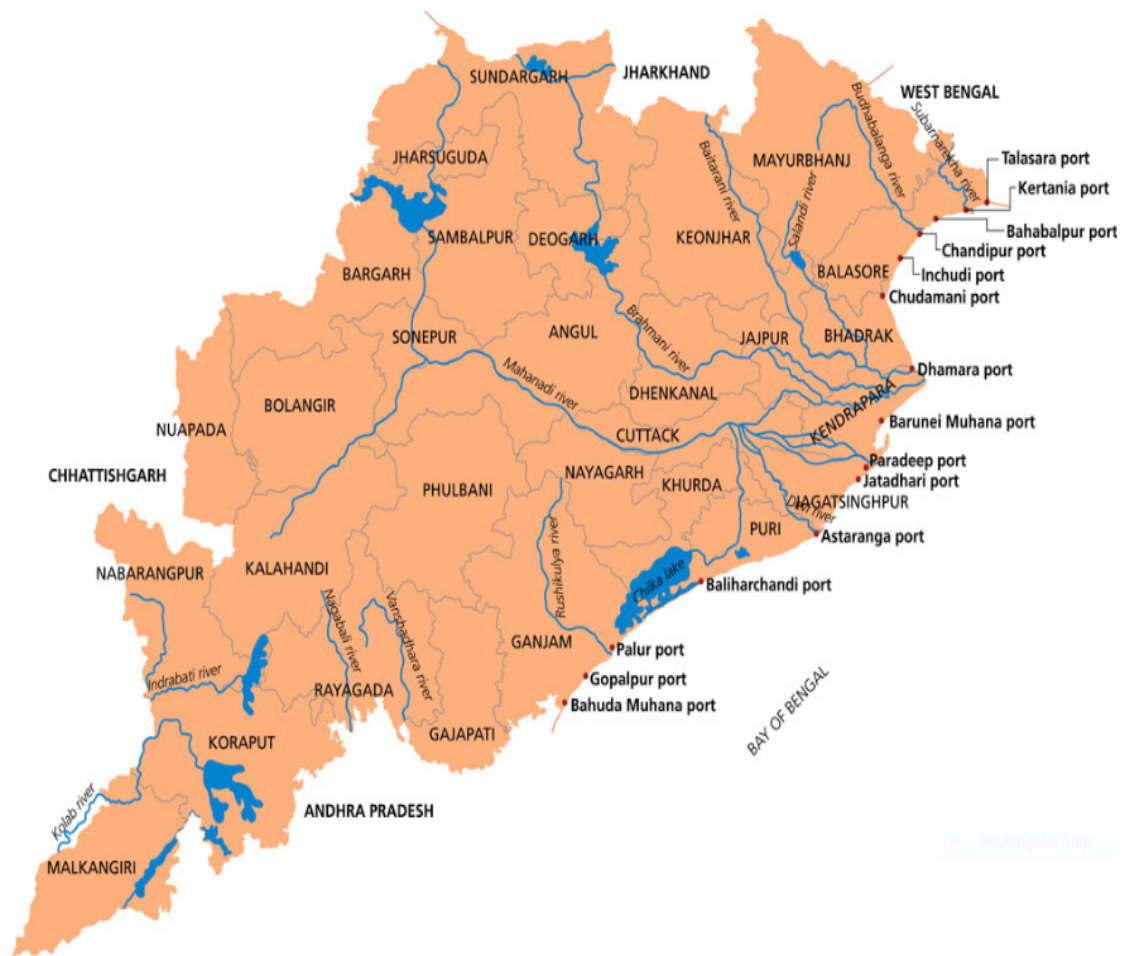 SUNDARGARH
JHARKHAND
WEST BENGAL
Subarnarekha river
Budhabalanga river
Baitarani river
JHARSUGUDA
MAYURBHANJ
Talasara port
Kertania port
Salandi river
Bahabalpur port
SAMBALPUR
DEOGARH
KEONJHAR
Chandipur port
BARGARH
BALASORE
Inchudi port
Chudamani port
Brahmani river
SONEPUR
ANGUL
JAJPUR
BHADRAK
Mahanadi river
Dhamara port
DHENKANAL
BOLANGIR
KENDRAPARA
NUAPADA
CUTTACK
Barunei Muhana port
CHHATTISHGARH
NAYAGARH
Paradeep port
PHULBANI
KHURDA
Jatadhari port
JAGATSINGHPUR
river
PURI
Astaranga port
Rushikulya river
NABARANGPUR
KALAHANDI
Chilka lake
Baliharchandi port
Nagabali river
Vanshadhara river
GANJAM
Palur port
Indrabati river
RAYAGADA
Gopalpur port
Bahuda Muhana port
GAJAPATI
KORAPUT
BAY OF BENGAL
Kolab river
ANDHRA PRADESH
Rectangular Snip
MALKANGIRI